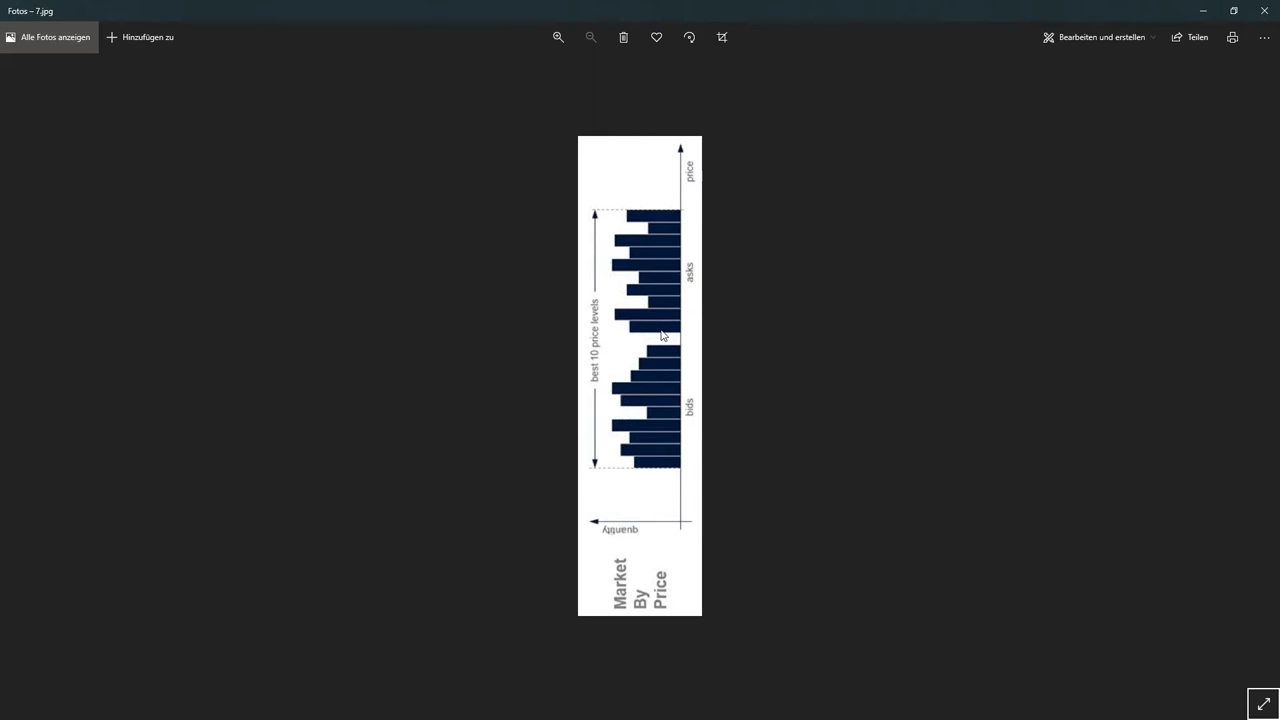 Fotos – 7.jpg
Alle Fotos anzeigen
Hinzufügen zu
Bearbeiten und erstellen
Teilen
Market
By
Price
quantity
best 10 price levels
bids
asks
price